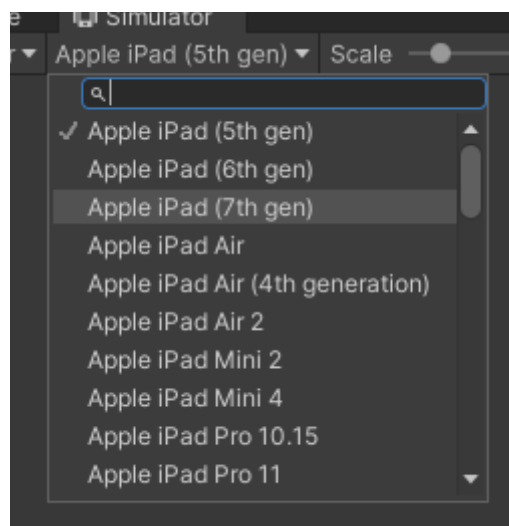 Simulator
Apple iPad (5th gen) Scale
Apple iPad (5th gen)
Apple iPad (6th gen)
Apple iPad (7th gen)
Apple iPad Air
Apple iPad Air (4th generation)
Apple iPad Air 2
Apple iPad Mini 2
Apple iPad Mini 4
Apple iPad Pro 10.15
Apple iPad Pro 11